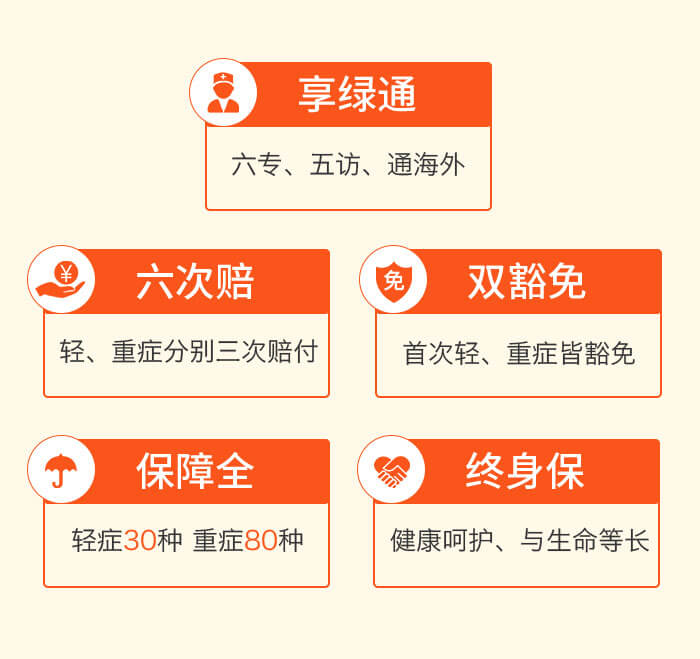 享绿通
六专、五访、通海外
¥
六次赔
轻、重症分别三次赔付
免
双豁免
首次轻、重症皆豁免
保障全
轻症30种 重症80种
终身保
健康呵护、与生命等长